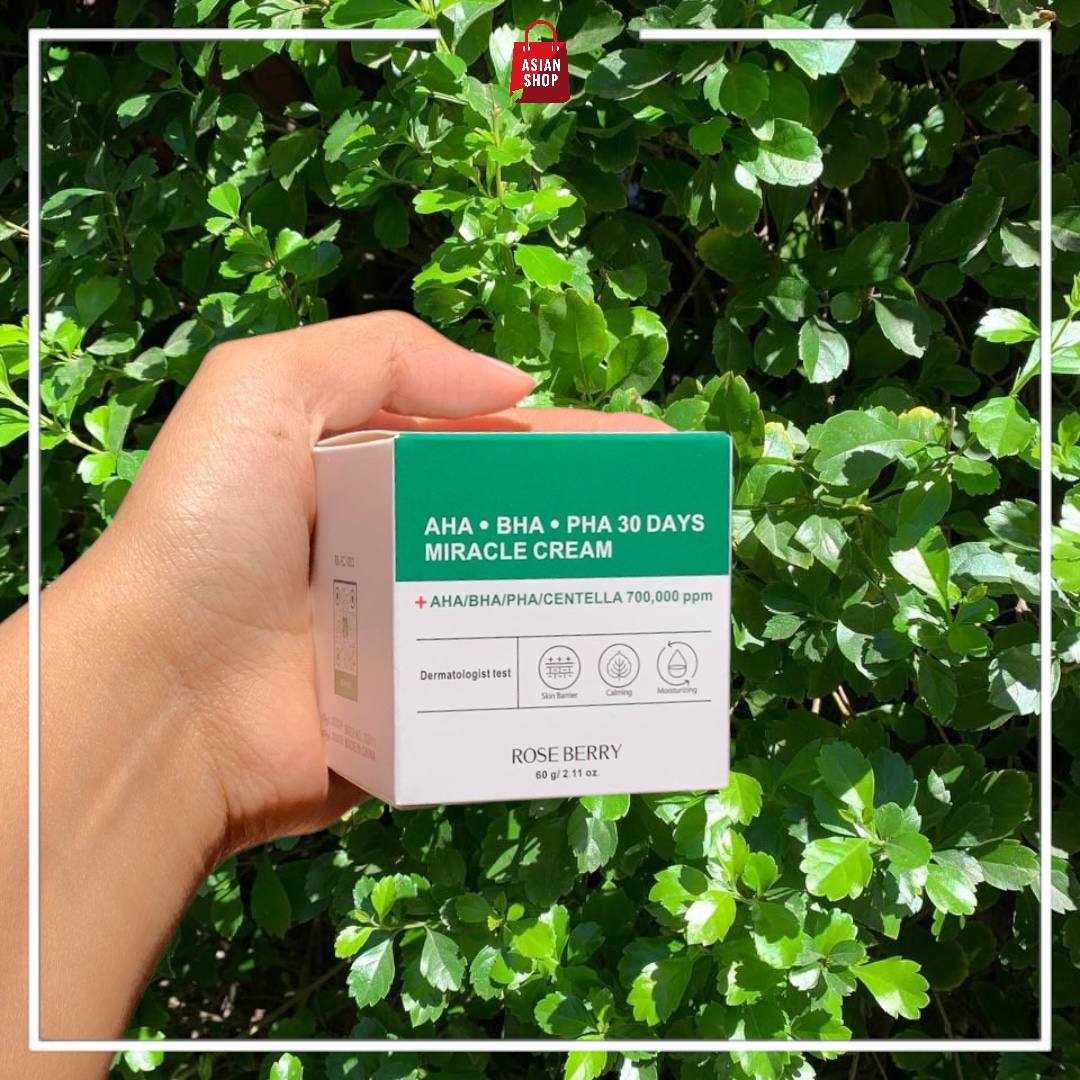 ASIAN
SHOP
AHA • BHA • PHA 30 DAYS
MIRACLE CREAM
+ AHA/BHA/PHA/CENTELLA 700,000 ppm
Dermatologist test
Skin Barrier
Calming
Moisturizing
ROSE BERRY
60 g/ 2.11 oz.